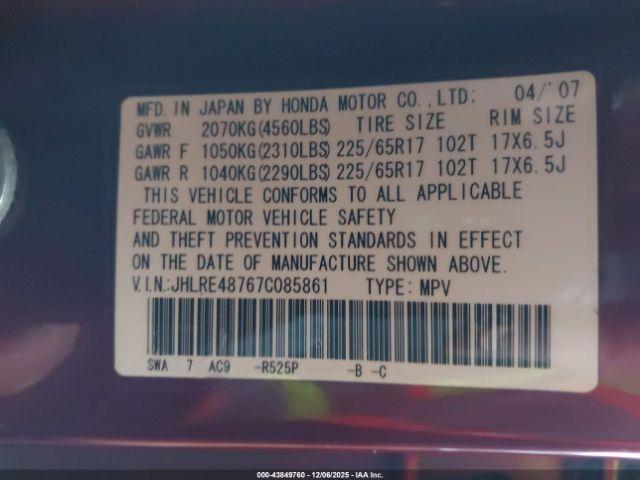 MFD. IN JAPAN BY HONDA MOTOR CO.,LTD: 04/'07
GVWR 2070KG(4560LBS) TIRE SIZE RIM SIZE
GAWR F 1050KG(2310LBS) 225/65R17 102T 17X6.5J
GAWR R 1040KG(2290LBS) 225/65R17 102T 17X6.5J
THIS VEHICLE CONFORMS TO ALL APPLICABLE
FEDERAL MOTOR VEHICLE SAFETY
AND THEFT PREVENTION STANDARDS IN EFFECT
ON THE DATE OF MANUFACTURE SHOWN ABOVE.
V.I.N.:JHLRE48767C085861 TYPE: MPV
SWA 7 AC9 -R525P -B -C
000-43849760 - 12/06/2025 - IAA Inc.